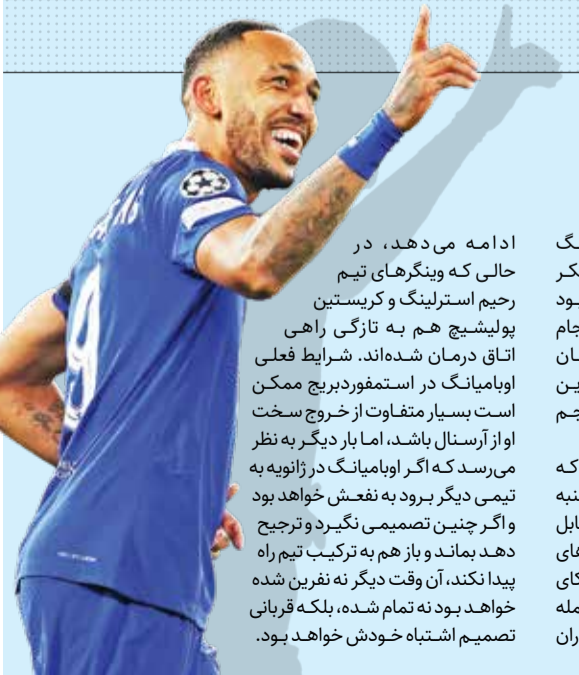 ادامه می‌دهد، در
حالی که وینگرهای تیم
رحیم استرلینگ و کریستین
پولیشیچ هم به تازگی راهی
اتاق درمان شده‌اند. شرایط فعلی
اوبامیانگ در استمفوردبریج ممکن
است بسیار متفاوت از خروج سخت
او از آرسنال باشد، اما بار دیگر به نظر
می‌رسد که اگر اوبامیانگ در ژانویه به
تیمی دیگر برود به نفعش خواهد بود
و اگر چنین تصمیمی نگیرد و ترجیح
دهد بماند و باز هم به ترکیب تیم راه
پیدا نکند، آن وقت دیگر نه نفرین شده
خواهد بود نه تمام شده، بلکه قربانی
تصمیم اشتباه خودش خواهد بود.
9